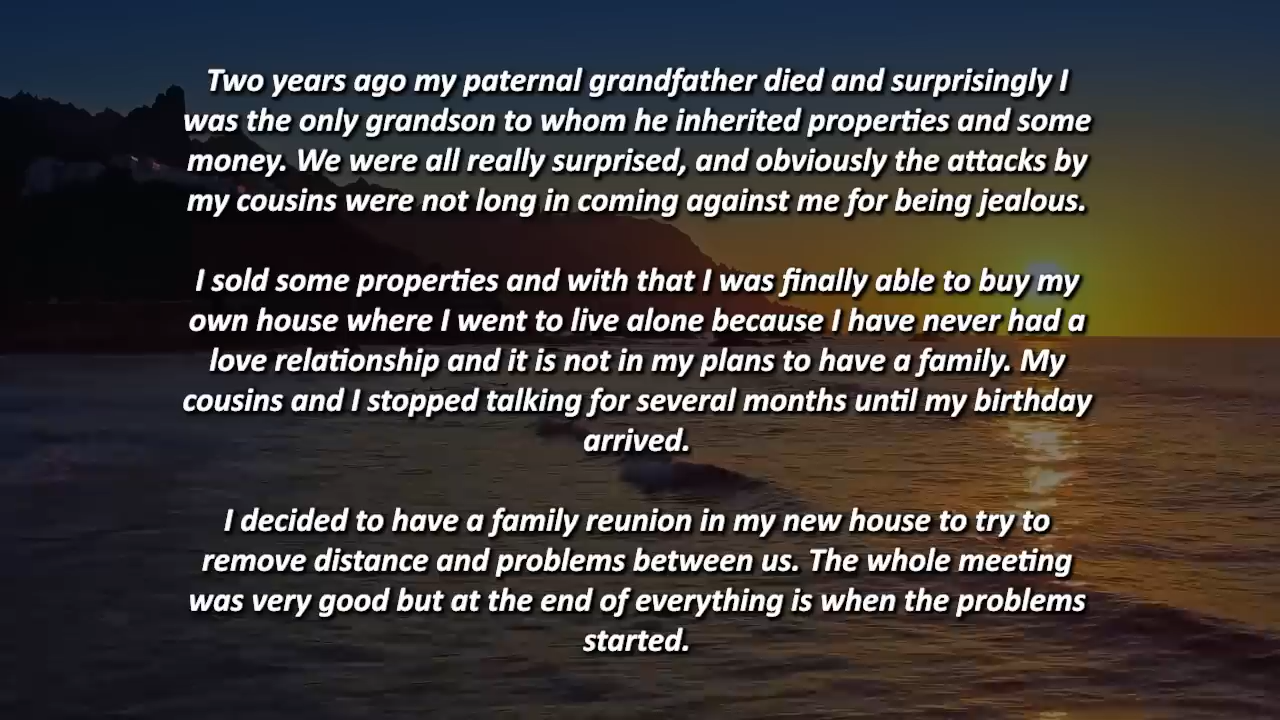 Two years ago my paternal grandfather died and surprisingly I
was the only grandson to whom he inherited properties and some
money. We were all really surprised, and obviously the attacks by
my cousins were not long in coming against me for being jealous.
I sold some properties and with that I was finally able to buy my
own house where I went to live alone because I have never had a
love relationship and it is not in my plans to have a family. My
cousins and I stopped talking for several months until my birthday
arrived.
I decided to have a family reunion in my new house to try to
remove distance and problems between us. The whole meeting
was very good but at the end of everything is when the problems
started.